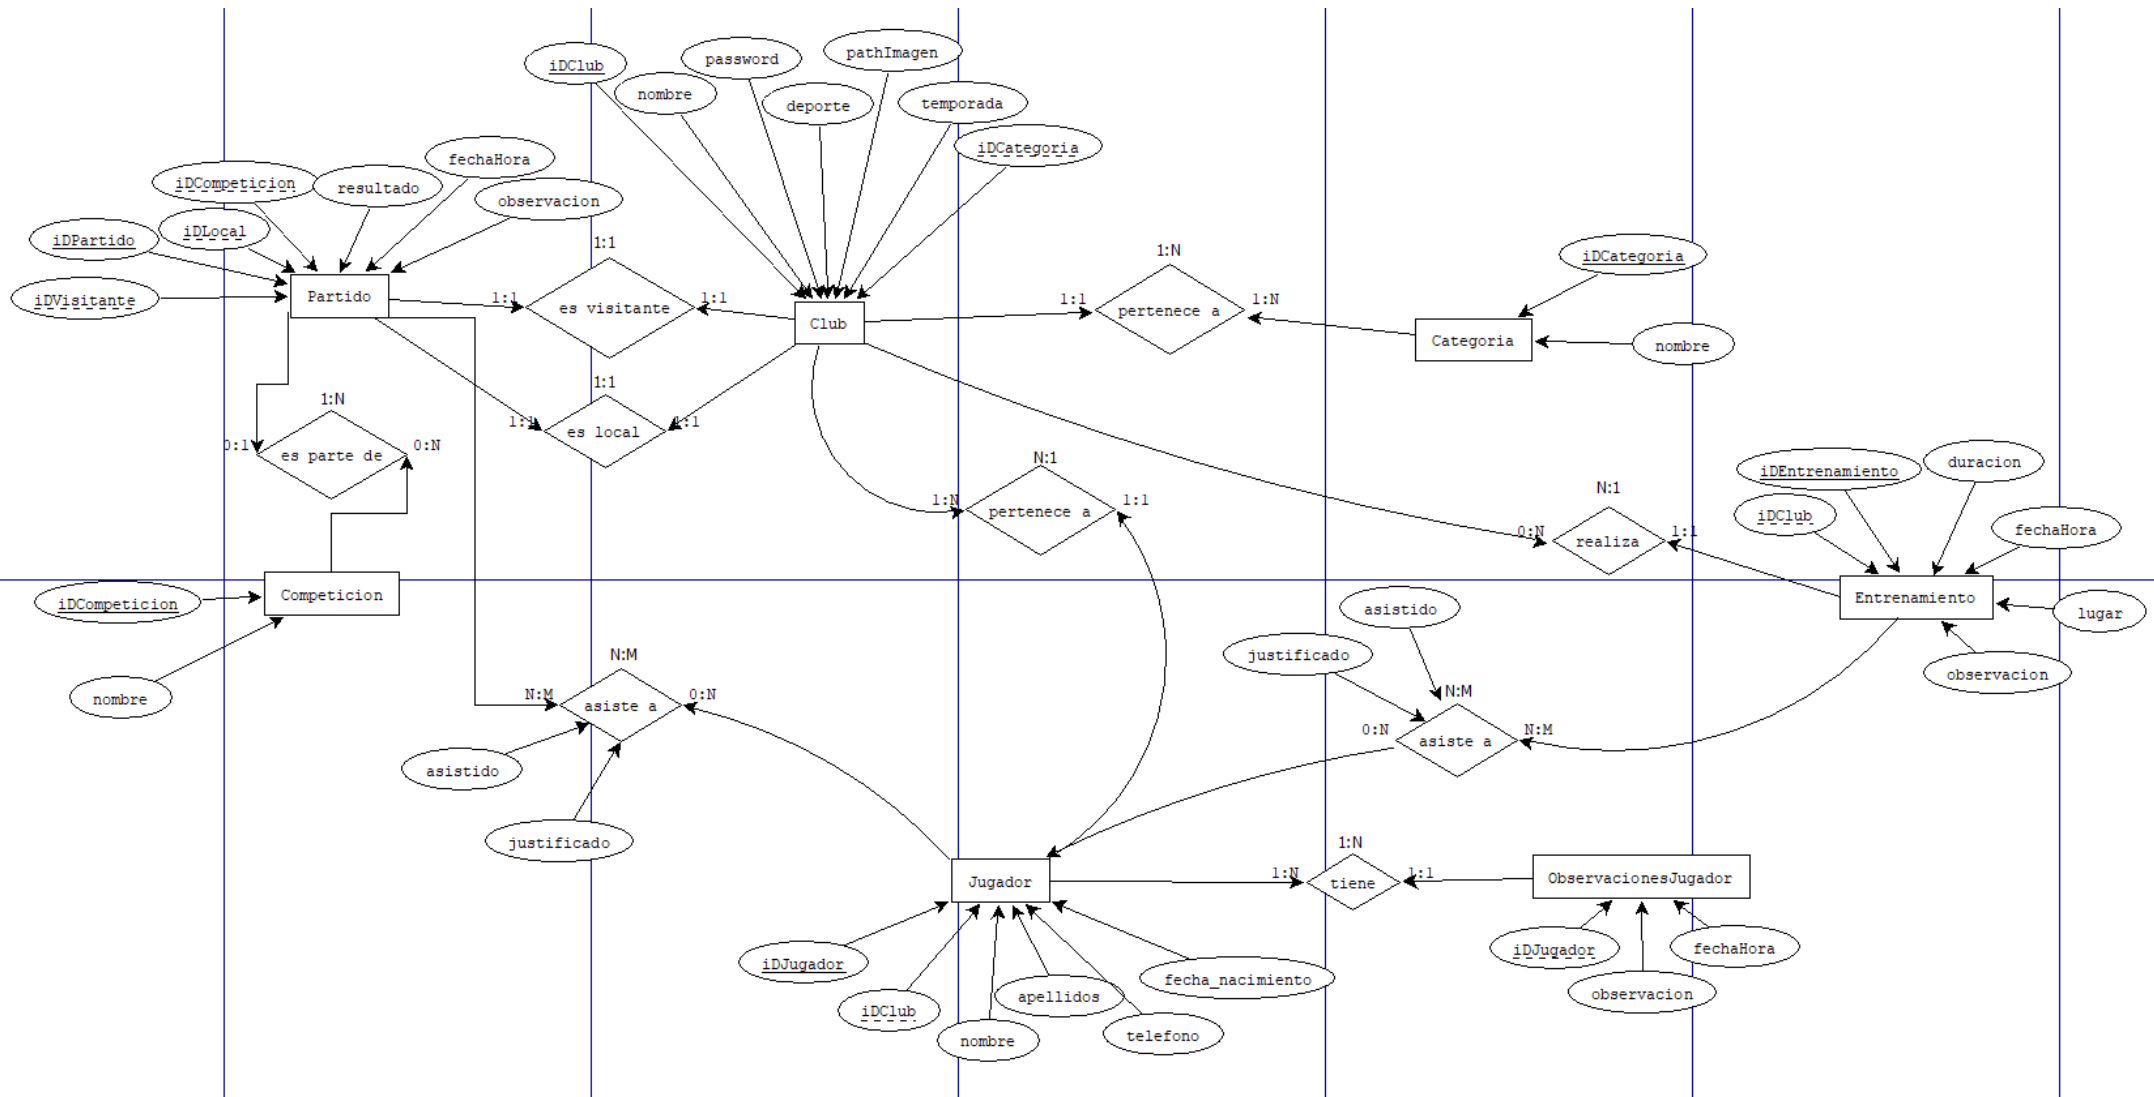 iDClub
nombre
password
deporte
pathImagen
temporada
iDCategoria
iDCompeticion
resultado
fechaHora
observacion
iDPartido
iDLocal
iDVisitante
Partido
1:1
1:1
es visitante
1:1
Club
1:1
1:N
pertenece a
1:N
iDCategoria
Categoria
nombre
1:N
0:1
es parte de
0:N
1:1
1:1
es local
1:1
N:1
1:N
pertenece a
1:1
N:1
0:N
realiza
1:1
iDEntrenamiento
duracion
iDClub
fechaHora
Entrenamiento
lugar
observacion
iDCompeticion
Competicion
nombre
N:M
N:M
asiste a
0:N
asistido
justificado
asistido
justificado
N:M
0:N
asiste a
N:M
Jugador
1:N
1:N
tiene
1:1
ObservacionesJugador
iDJugador
iDClub
nombre
apellidos
telefono
fecha_nacimiento
iDJugador
observacion
fechaHora